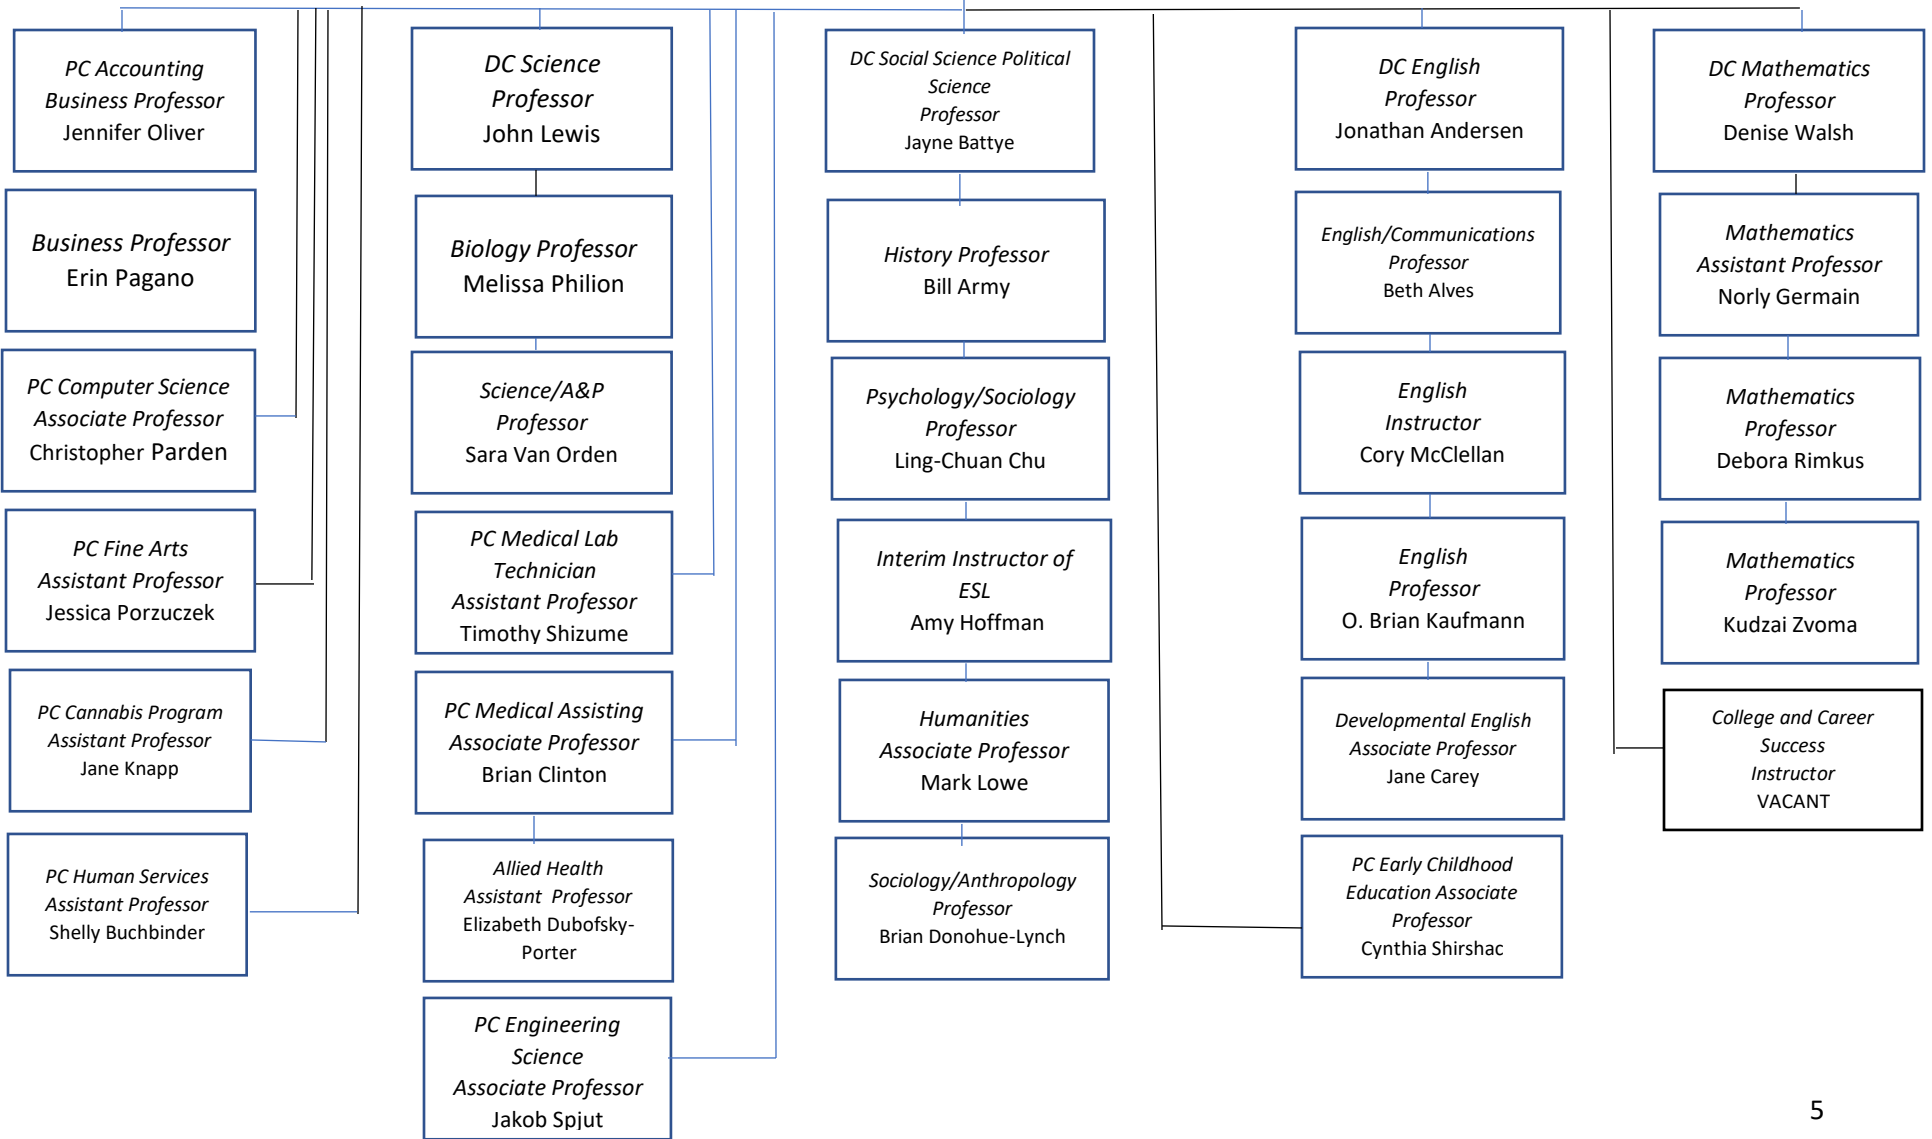 PC Accounting
Business Professor
Jennifer Oliver
Business Professor
Erin Pagano
PC Computer Science
Associate Professor
Christopher Parden
PC Fine Arts
Assistant Professor
Jessica Porzuczek
PC Cannabis Program
Assistant Professor
Jane Knapp
PC Human Services
Assistant Professor
Shelly Buchbinder
DC Science
Professor
John Lewis
Biology Professor
Melissa Philion
Science/A&P
Professor
Sara Van Orden
PC Medical Lab
Technician
Assistant Professor
Timothy Shizume
PC Medical Assisting
Associate Professor
Brian Clinton
Allied Health
Assistant Professor
Elizabeth Dubofsky-
Porter
PC Engineering
Science
Associate Professor
Jakob Spjut
DC Social Science Political
Science
Professor
Jayne Battye
History Professor
Bill Army
Psychology/Sociology
Professor
Ling-Chuan Chu
Interim Instructor of
ESL
Amy Hoffman
Humanities
Associate Professor
Mark Lowe
Sociology/Anthropology
Professor
Brian Donohue-Lynch
DC English
Professor
Jonathan Andersen
English/Communications
Professor
Beth Alves
English
Instructor
Cory McClellan
English
Professor
O. Brian Kaufmann
Developmental English
Associate Professor
Jane Carey
PC Early Childhood
Education Associate
Professor
Cynthia Shirshac
DC Mathematics
Professor
Denise Walsh
Mathematics
Assistant Professor
Norly Germain
Mathematics
Professor
Debora Rimkus
Mathematics
Professor
Kudzai Zvoma
College and Career
Success
Instructor
VACANT
5